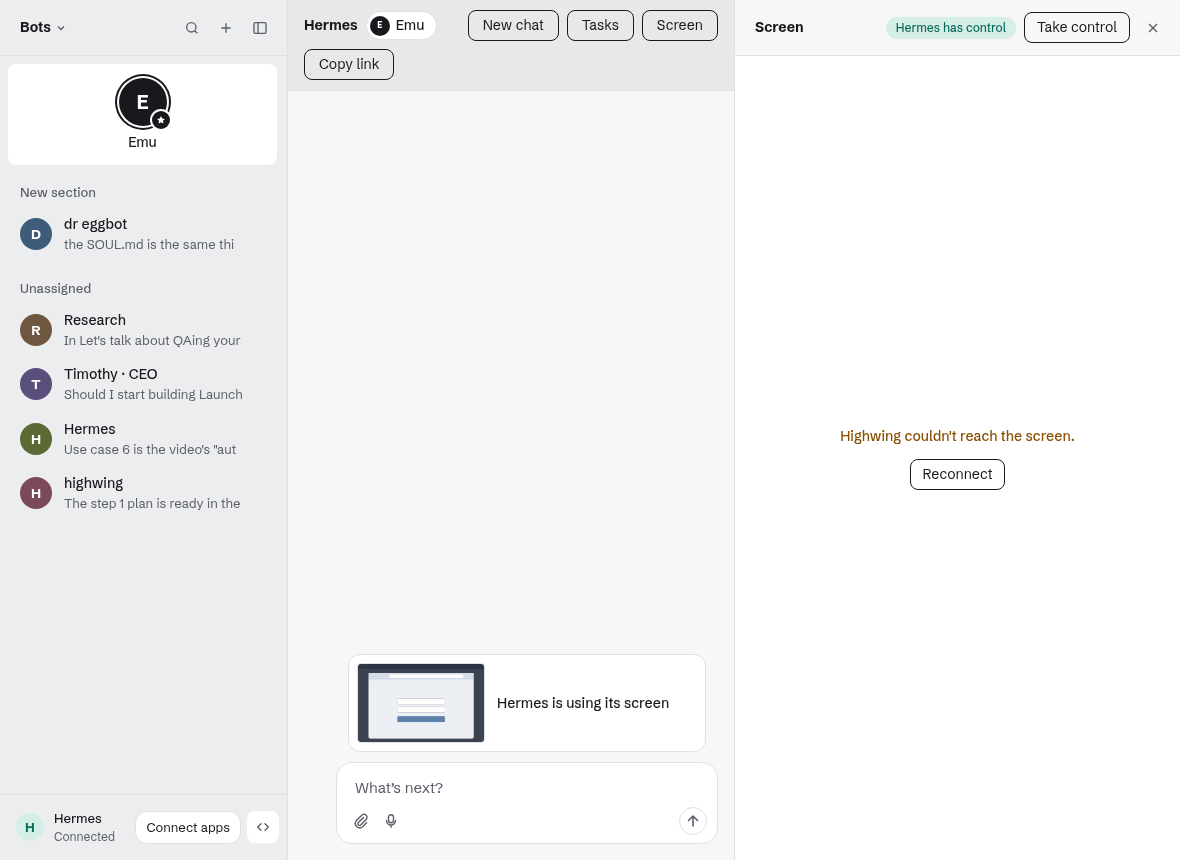 Bots
E
Emu
New section
D
dr eggbot
the SOUL.md is the same thi
Unassigned
R
Research
In Let's talk about QAing your
T
Timothy · CEO
Should I start building Launch
H
Hermes
Use case 6 is the video's "aut
H
highwing
The step 1 plan is ready in the
H
Hermes
Connected
Connect apps
Hermes
E
Emu
New chat
Tasks
Screen
Copy link
Hermes is using its screen
What's next?
Screen
Hermes has control
Take control
Highwing couldn't reach the screen.
Reconnect